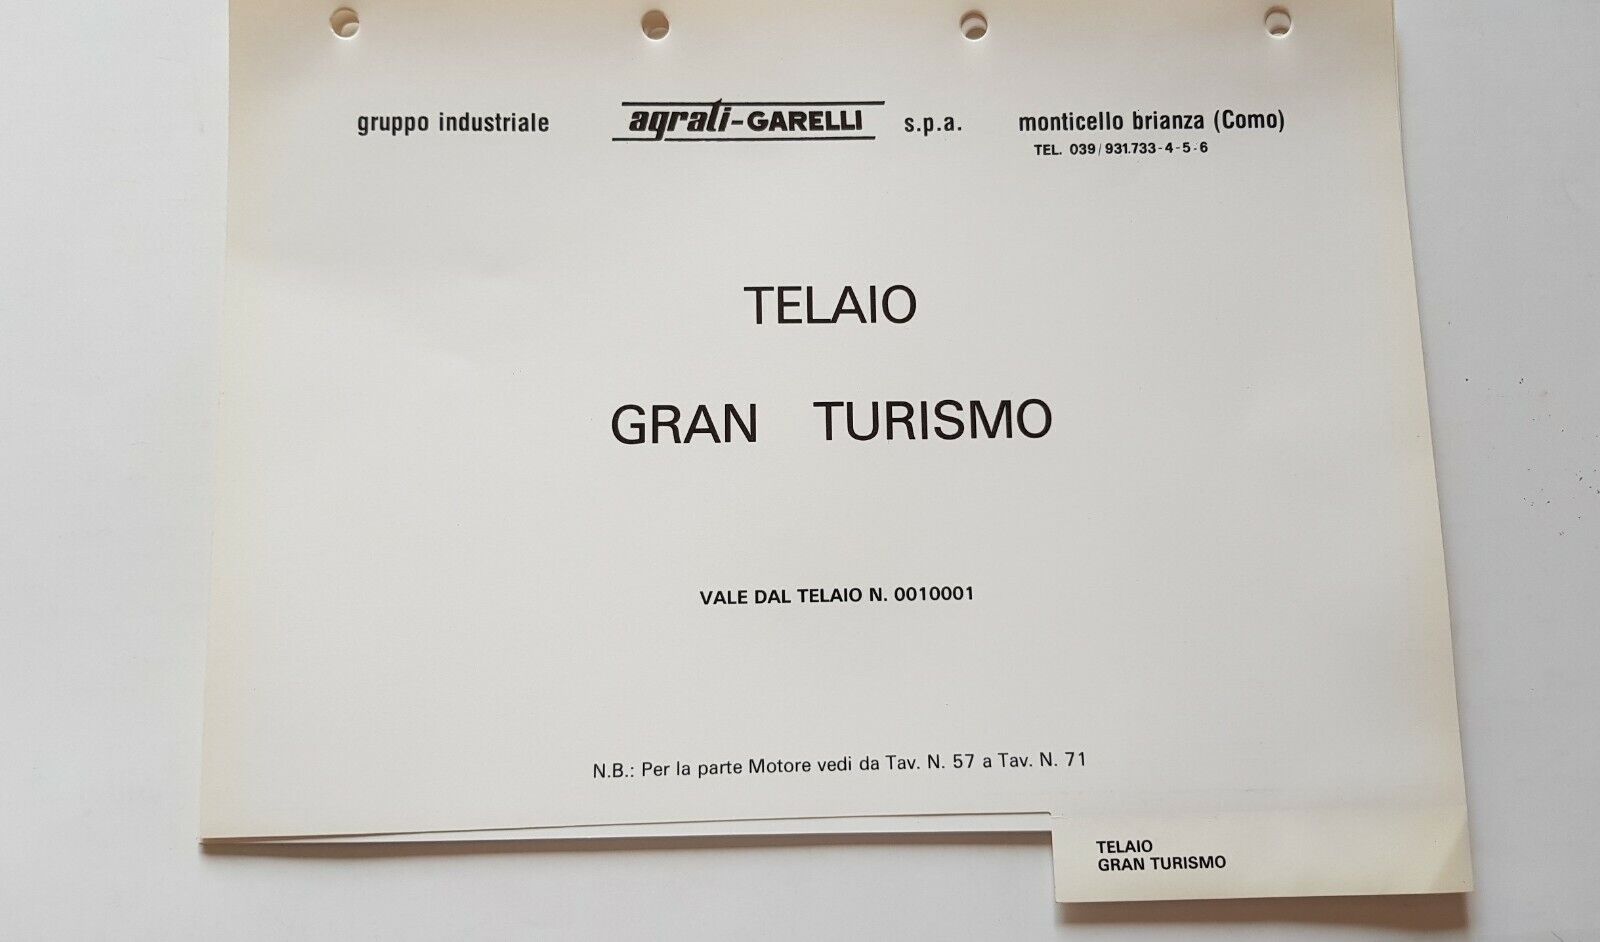 gruppo industriale agrati-GARELLI s.p.a. monticello brianza (Como)
TEL. 039/931.733-4-5-6
TELAIO
GRAN TURISMO
VALE DAL TELAIO N. 0010001
N.B.: Per la parte Motore vedi da Tav. N. 57 a Tav. N. 71
TELAIO
GRAN TURISMO